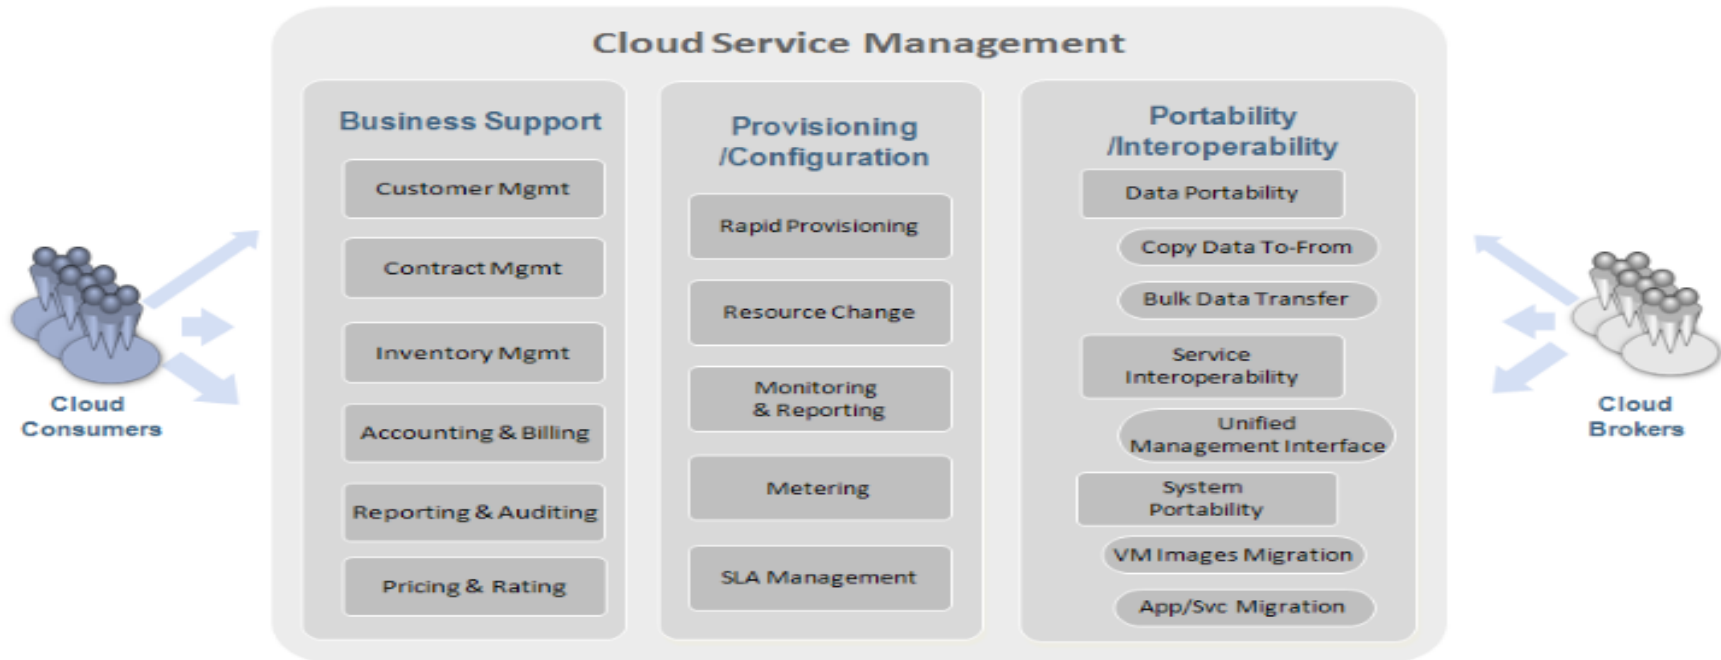 Cloud Service Management
Business Support
Customer Mgmt
Contract Mgmt
Inventory Mgmt
Accounting & Billing
Reporting & Auditing
Pricing & Rating
Provisioning
/Configuration
Rapid Provisioning
Resource Change
Monitoring
& Reporting
Metering
SLA Management
Portability
/Interoperability
Data Portability
Copy Data To-From
Bulk Data Transfer
Service
Interoperability
Unified
Management Interface
System
Portability
VM Images Migration
App/Svc Migration
Cloud
Consumers
Cloud
Brokers